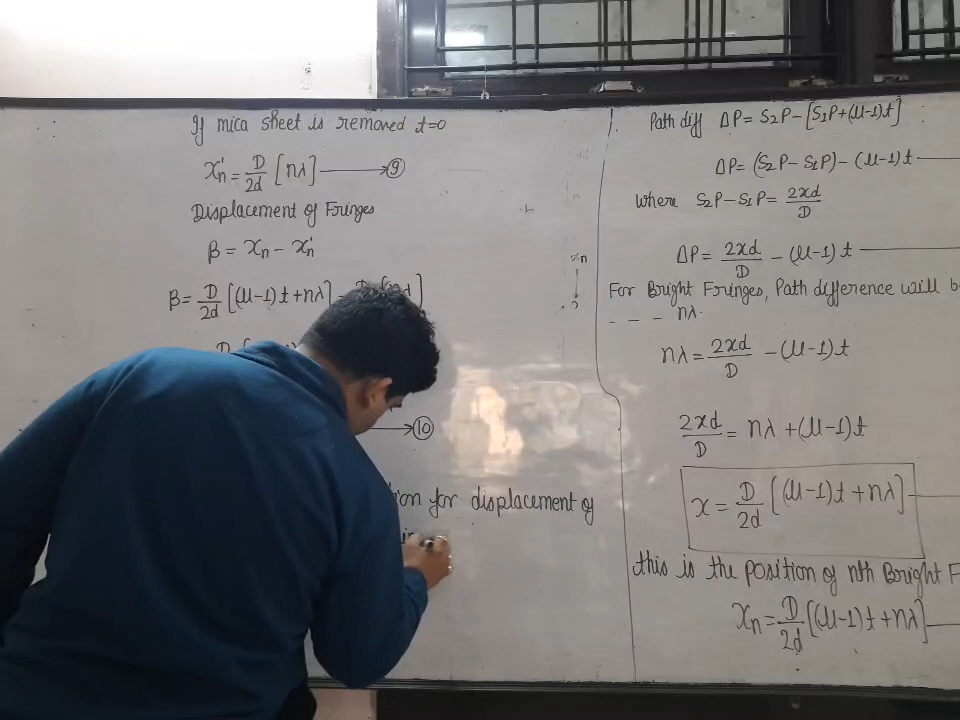 If mica sheet is removed t=0
x'n = D/2d [nλ] ⟶ ⑨
Displacement of Fringes
β = xn − x'n
β = D/2d [(μ−1)t + nλ] − D/2d [nλ]
⟶ ⑩
for displacement of
xn
↓
Path diff ΔP = S2P − [S1P + (μ−1)t]
ΔP = (S2P − S1P) − (μ−1)t
where S2P − S1P = 2xd/D
ΔP = 2xd/D − (μ−1)t
For Bright Fringes, Path difference will
− − − nλ.
nλ = 2xd/D − (μ−1)t
2xd/D = nλ + (μ−1)t
x = D/2d [(μ−1)t + nλ]
this is the position of nth Bright
xn = D/2d [(μ−1)t + nλ]